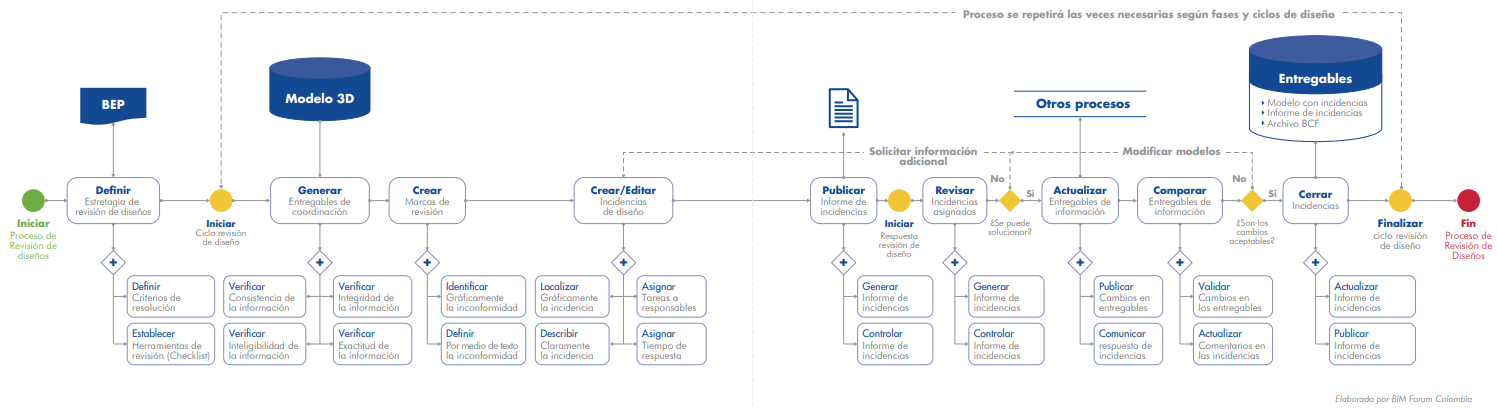 Proceso se repetirá las veces necesarias según fases y ciclos de diseño
BEP
Modelo 3D
Otros procesos
Entregables
Modelo con incidencias
Informe de incidencias
Archivo BCF
Solicitar información
adicional
Modificar modelos
No
Si
No
Si
Iniciar
Proceso de
Revisión de
diseños
Definir
Estretagia de
revisión de diseños
Iniciar
Ciclo revisión
de diseño
Generar
Entregables de
coordinación
Crear
Marcas de
revisión
Crear/Editar
Incidencias
de diseño
Publicar
Informe de
incidencias
Iniciar
Respuesta
revisión de
diseño
Revisar
Incidencias
asignadas
¿Se puede
solucionar?
Actualizar
Entregables de
información
Comparar
Entregables de
información
¿Son los
cambios
aceptables?
Cerrar
Incidencias
Finalizar
ciclo revisión
de diseño
Fin
Proceso de
Revisión de
Diseños
Definir
Criterios de
resolución
Establecer
Herramientas de
revisión (Checklist)
Verificar
Consistencia de
la información
Verificar
Inteligibilidad de
la información
Verificar
Integridad de
la información
Verificar
Exactitud de
la información
Identificar
Gráficamente
la inconformidad
Definir
Por medio de texto
la inconformidad
Localizar
Gráficamente
la incidencia
Describir
Claramente
la incidencia
Asignar
Tareas a
responsables
Asignar
Tiempo de
respuesta
Generar
Informe de
incidencias
Controlar
Informe de
incidencias
Generar
Informe de
incidencias
Controlar
Informe de
incidencias
Publicar
Cambios en
entregables
Comunicar
respuesta de
incidencias
Validar
Cambios en
los entregables
Actualizar
Comentarios en
las incidencias
Actualizar
Informe de
incidencias
Publicar
Informe de
incidencias
Elaborado por BIM Forum Colombia